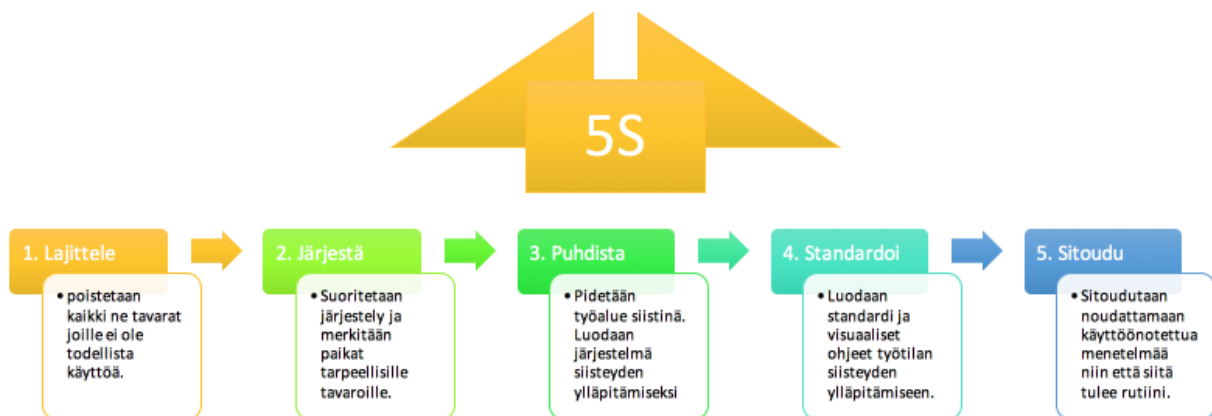 5S
1. Lajittele
• poistetaan
kaikki ne tavarat
joille ei ole
todellista
käyttöä.
2. Järjestä
• Suoritetaan
järjestely ja
merkitään
paikat
tarpeellisille
tavaroille.
3. Puhdista
• Pidetään
työalue siistinä.
Luodaan
järjestelmä
siisteyden
ylläpitämiseksi
4. Standardoi
• Luodaan
standardi ja
visuaaliset
ohjeet työtilan
siisteyden
ylläpitämiseen.
5. Sitoudu
• Sitoudutaan
noudattamaan
käyttöönotettua
menetelmää
niin että siitä
tulee rutiini.